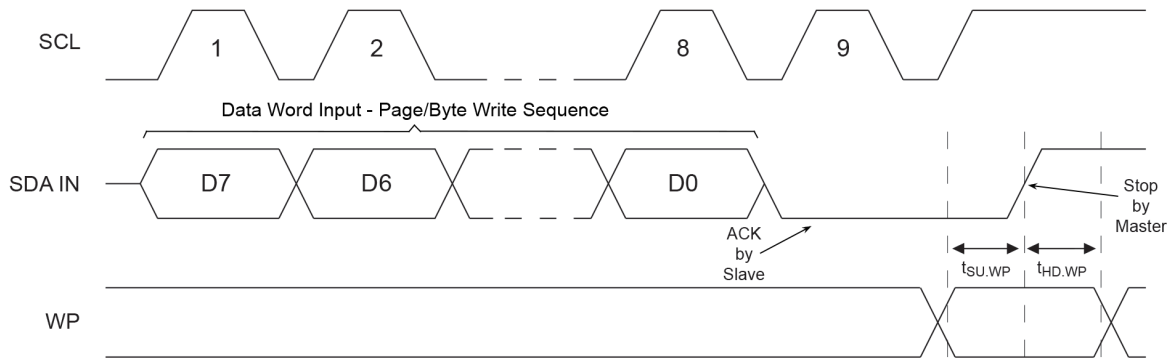 SCL
1
2
8
9
Data Word Input - Page/Byte Write Sequence
SDA IN
D7
D6
D0
Stop
by
Master
ACK
by
Slave
tSU.WP
tHD.WP
WP